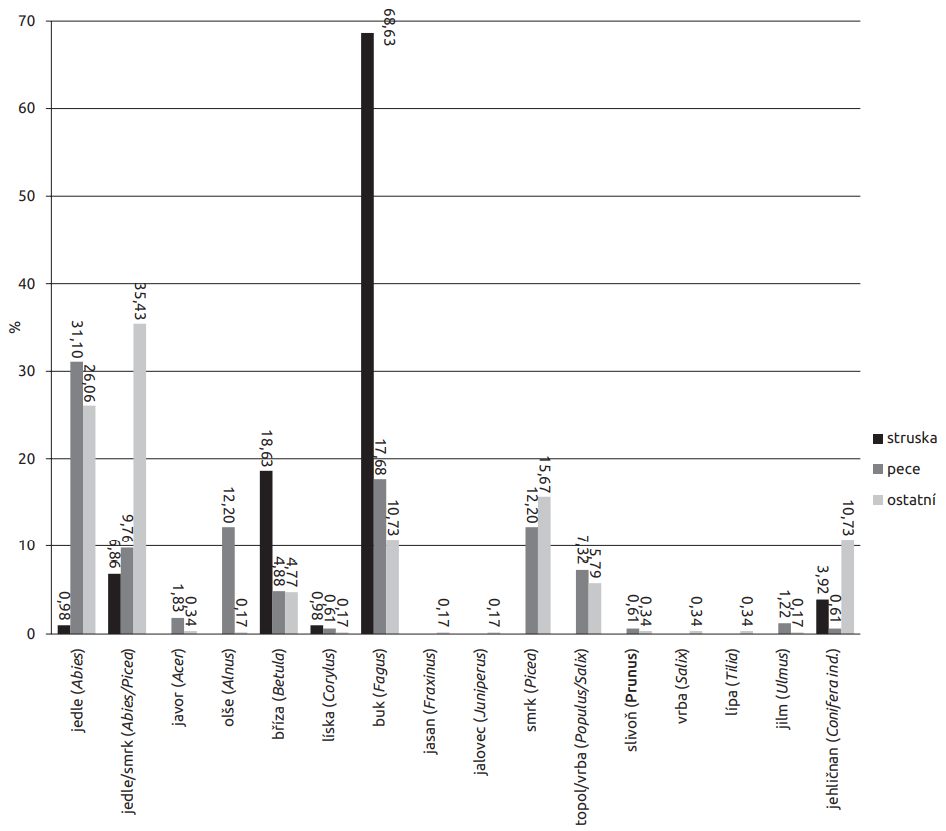 70
60
50
40
30
20
10
0
%
0,98
31,10
26,06
6,86
9,76
35,43
1,83
0,34
12,20
0,17
18,63
4,88
4,77
0,98
0,61
0,17
68,63
17,68
10,73
0,17
0,17
12,20
15,67
7,32
5,79
0,61
0,34
0,34
0,34
1,22
0,17
3,92
0,61
10,73
jedle (Abies)
jedle/smrk (Abies/Picea)
javor (Acer)
olše (Alnus)
bříza (Betula)
líska (Corylus)
buk (Fagus)
jasan (Fraxinus)
jalovec (Juniperus)
smrk (Picea)
topol/vrba (Populus/Salix)
slivoň (Prunus)
vrba (Salix)
lípa (Tilia)
jilm (Ulmus)
jehličnan (Conifera ind.)
struska
pece
ostatní